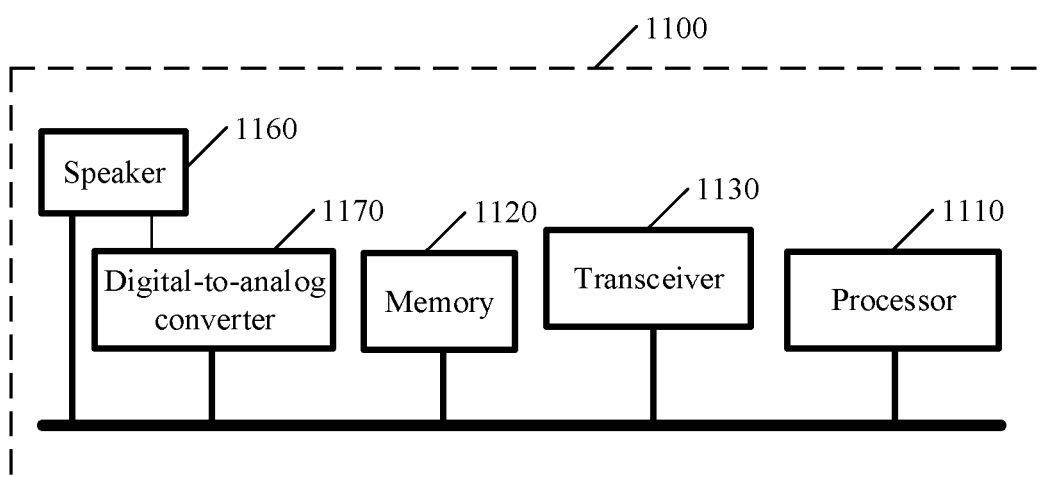 1100
1160
Speaker
1170
1120
1130
1110
Digital-to-analog
converter
Memory
Transceiver
Processor